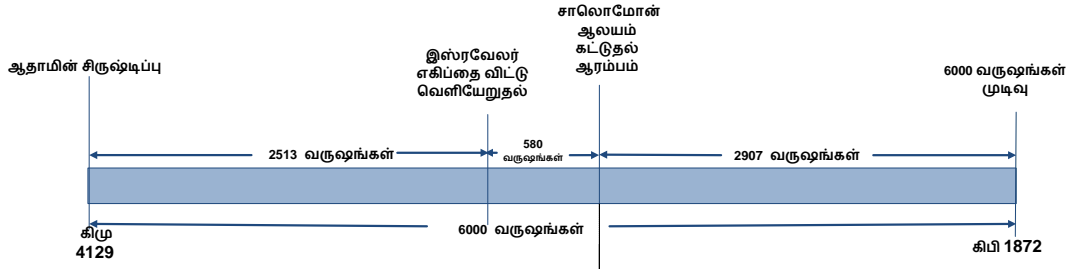 சாலொமோன்
ஆலயம்
கட்டுதல்
ஆரம்பம்
இஸ்ரவேலர்
எகிப்தை விட்டு
வெளியேறுதல்
ஆதாமின் சிருஷ்டிப்பு
6000 வருஷங்கள்
முடிவு
2513 வருஷங்கள்
580
வருஷங்கள்
2907 வருஷங்கள்
6000 வருஷங்கள்
கிமு
4129
கிபி 1872